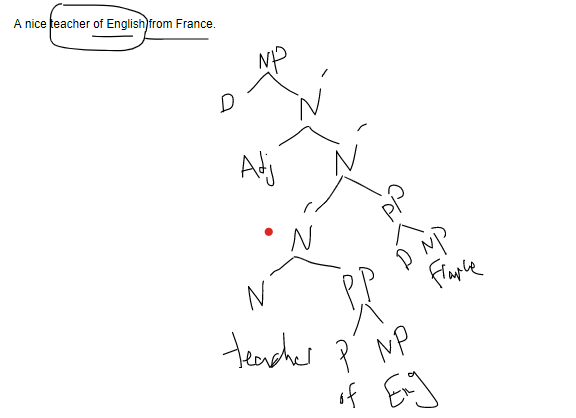 A nice teacher of English from France.
NP
D N'
Adj N'
N' PP
P NP
France
N PP
teacher P NP
of Eng